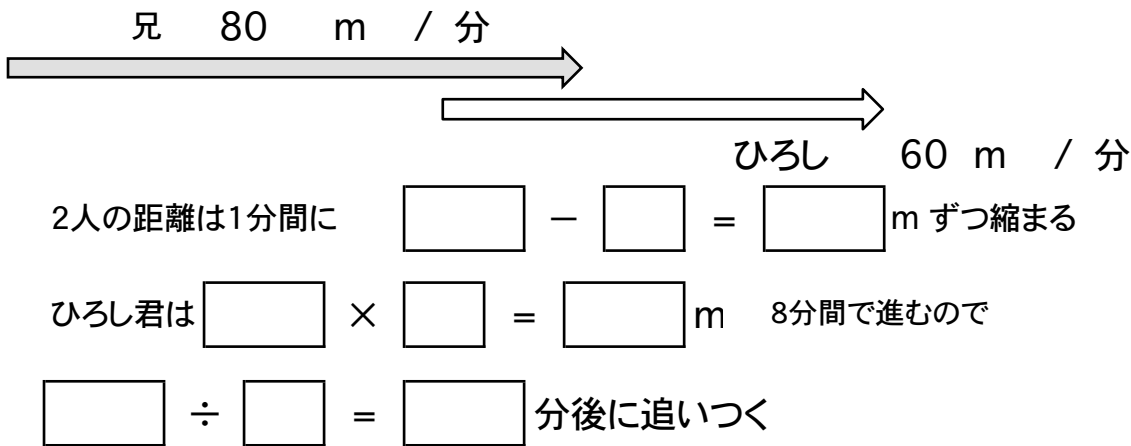 兄 80 m / 分
ひろし 60 m / 分
2人の距離は1分間に － = m ずつ縮まる
ひろし君は × = m 8分間で進むので
÷ = 分後に追いつく